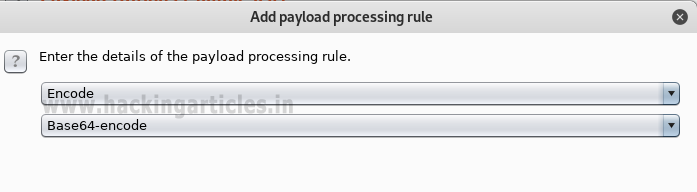 Add payload processing rule
?
Enter the details of the payload processing rule.
Encode
www.hackingarticles.in
Base64-encode